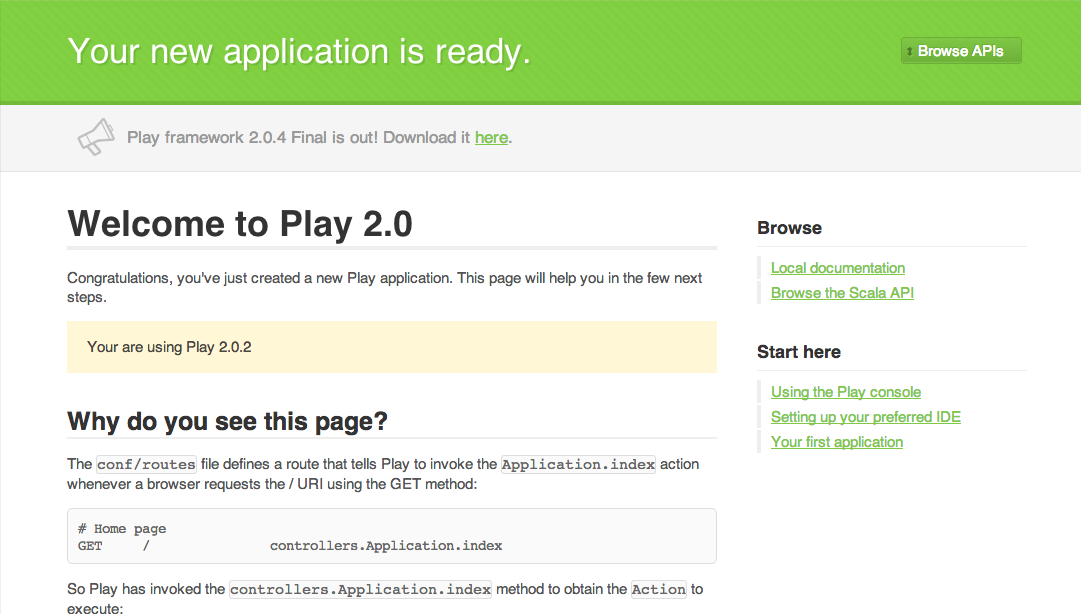 Your new application is ready.
Browse APIs
Play framework 2.0.4 Final is out! Download it here.
Welcome to Play 2.0
Congratulations, you've just created a new Play application. This page will help you in the few next
steps.
Your are using Play 2.0.2
Why do you see this page?
The conf/routes file defines a route that tells Play to invoke the Application.index action
whenever a browser requests the / URI using the GET method:
# Home page
GET     /               controllers.Application.index
So Play has invoked the controllers.Application.index method to obtain the Action to
execute:
Browse
Local documentation
Browse the Scala API
Start here
Using the Play console
Setting up your preferred IDE
Your first application